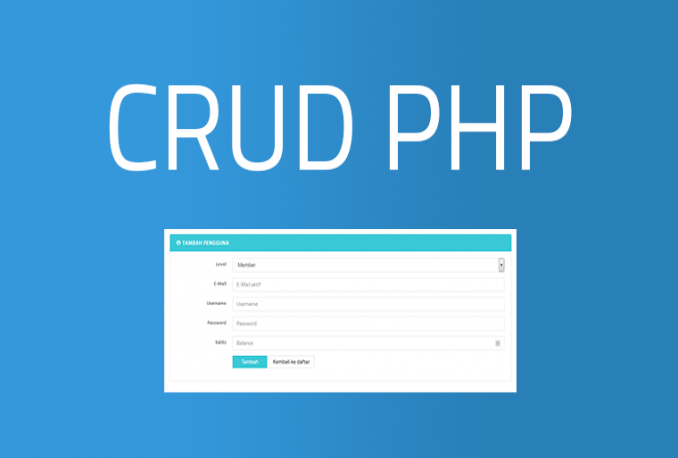 CRUD PHP
TAMBAH PENGGUNA
Level Member
E-Mail E-Mail aktif
Username Username
Password Password
Saldo Balance
Tambah Kembali ke daftar